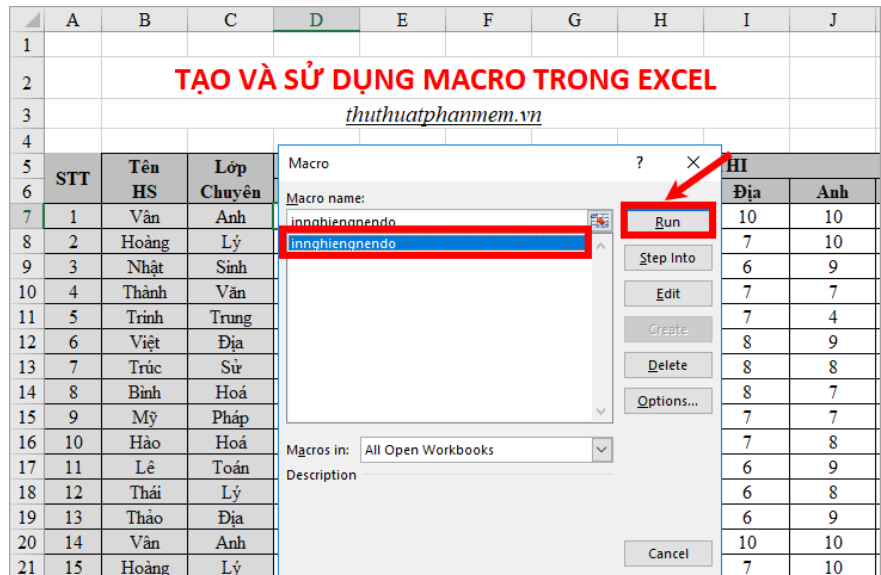 A B C D E F G H I J
1
2 TẠO VÀ SỬ DỤNG MACRO TRONG EXCEL
3 thuthuatphanmem.vn
4
Macro ? ×
5 STT Tên Lớp HI
6 HS Chuyên Địa Anh
Macro name:
7 1 Vân Anh innghiengnendo Run 10 10
8 2 Hoàng Lý innghiengnendo 7 10
9 3 Nhật Sinh Step Into 6 9
10 4 Thành Văn Edit 7 7
11 5 Trinh Trung Create 7 4
12 6 Việt Địa 8 9
13 7 Trúc Sử Delete 8 8
14 8 Bình Hoá Options... 8 7
15 9 Mỹ Pháp 7 7
16 10 Hào Hoá Macros in: All Open Workbooks 7 8
17 11 Lê Toán Description 6 9
18 12 Thái Lý 6 8
19 13 Thảo Địa 6 9
20 14 Vân Anh Cancel 10 10
21 15 Hoàng Lý 7 10